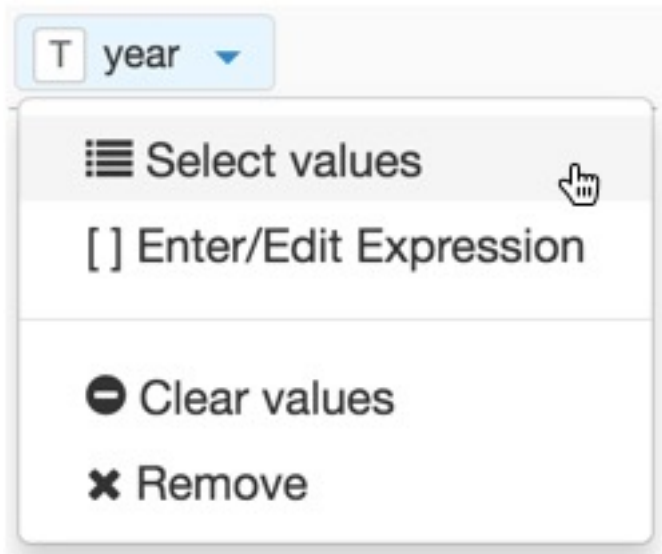 T year
Select values
[ ] Enter/Edit Expression
Clear values
Remove